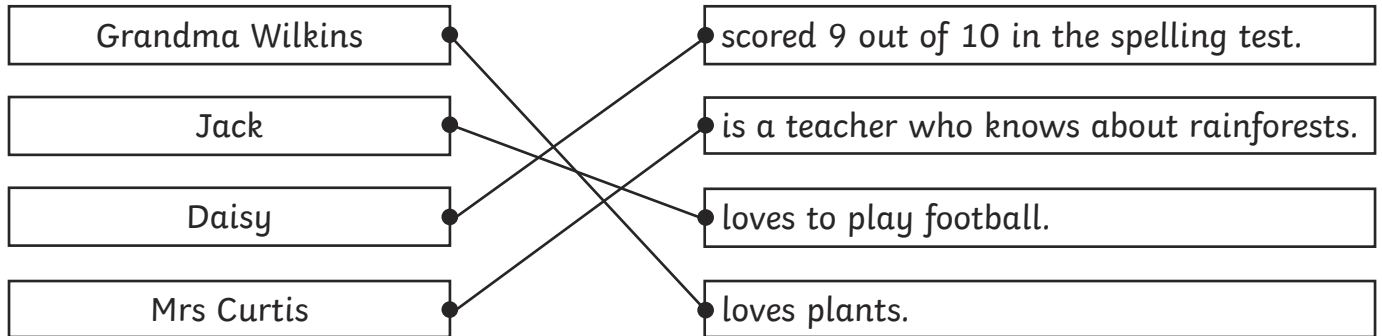 Grandma Wilkins
scored 9 out of 10 in the spelling test.
Jack
is a teacher who knows about rainforests.
Daisy
loves to play football.
Mrs Curtis
loves plants.